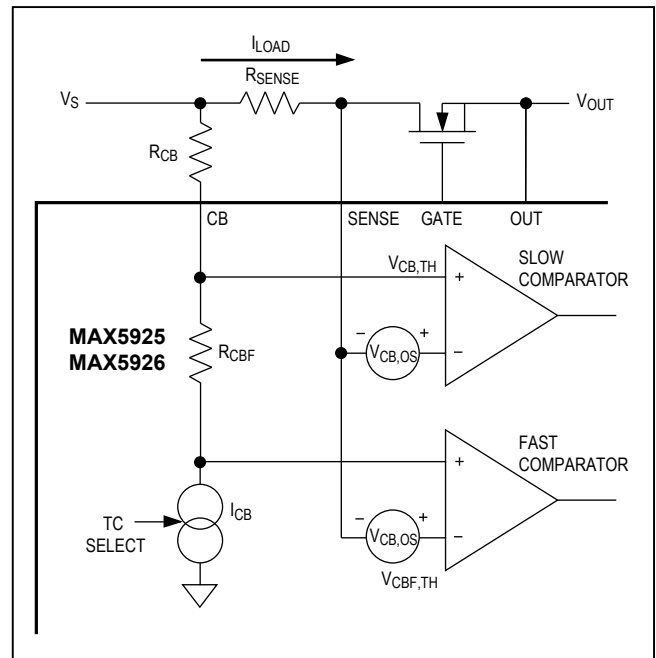 ILOAD
RSENSE
VS
VOUT
RCB
CB
SENSE
GATE
OUT
VCB,TH
SLOW
COMPARATOR
+
−
− +
VCB,OS
MAX5925
MAX5926
RCBF
FAST
COMPARATOR
+
−
ICB
TC
SELECT
− +
VCB,OS
VCBF,TH